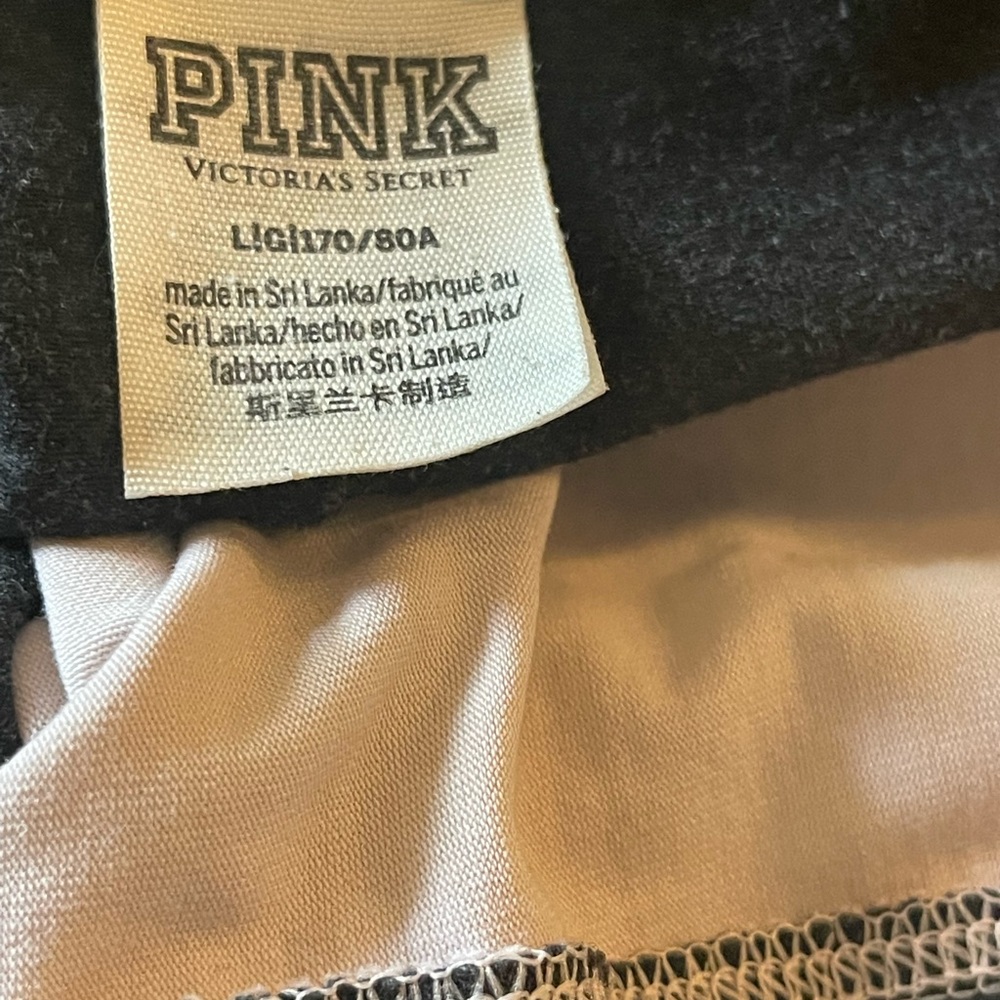 PINK
VICTORIA'S SECRET
L|G|170/80A
made in Sri Lanka/fabriqué au
Sri Lanka/hecho en Sri Lanka/
fabbricato in Sri Lanka/
斯里兰卡制造